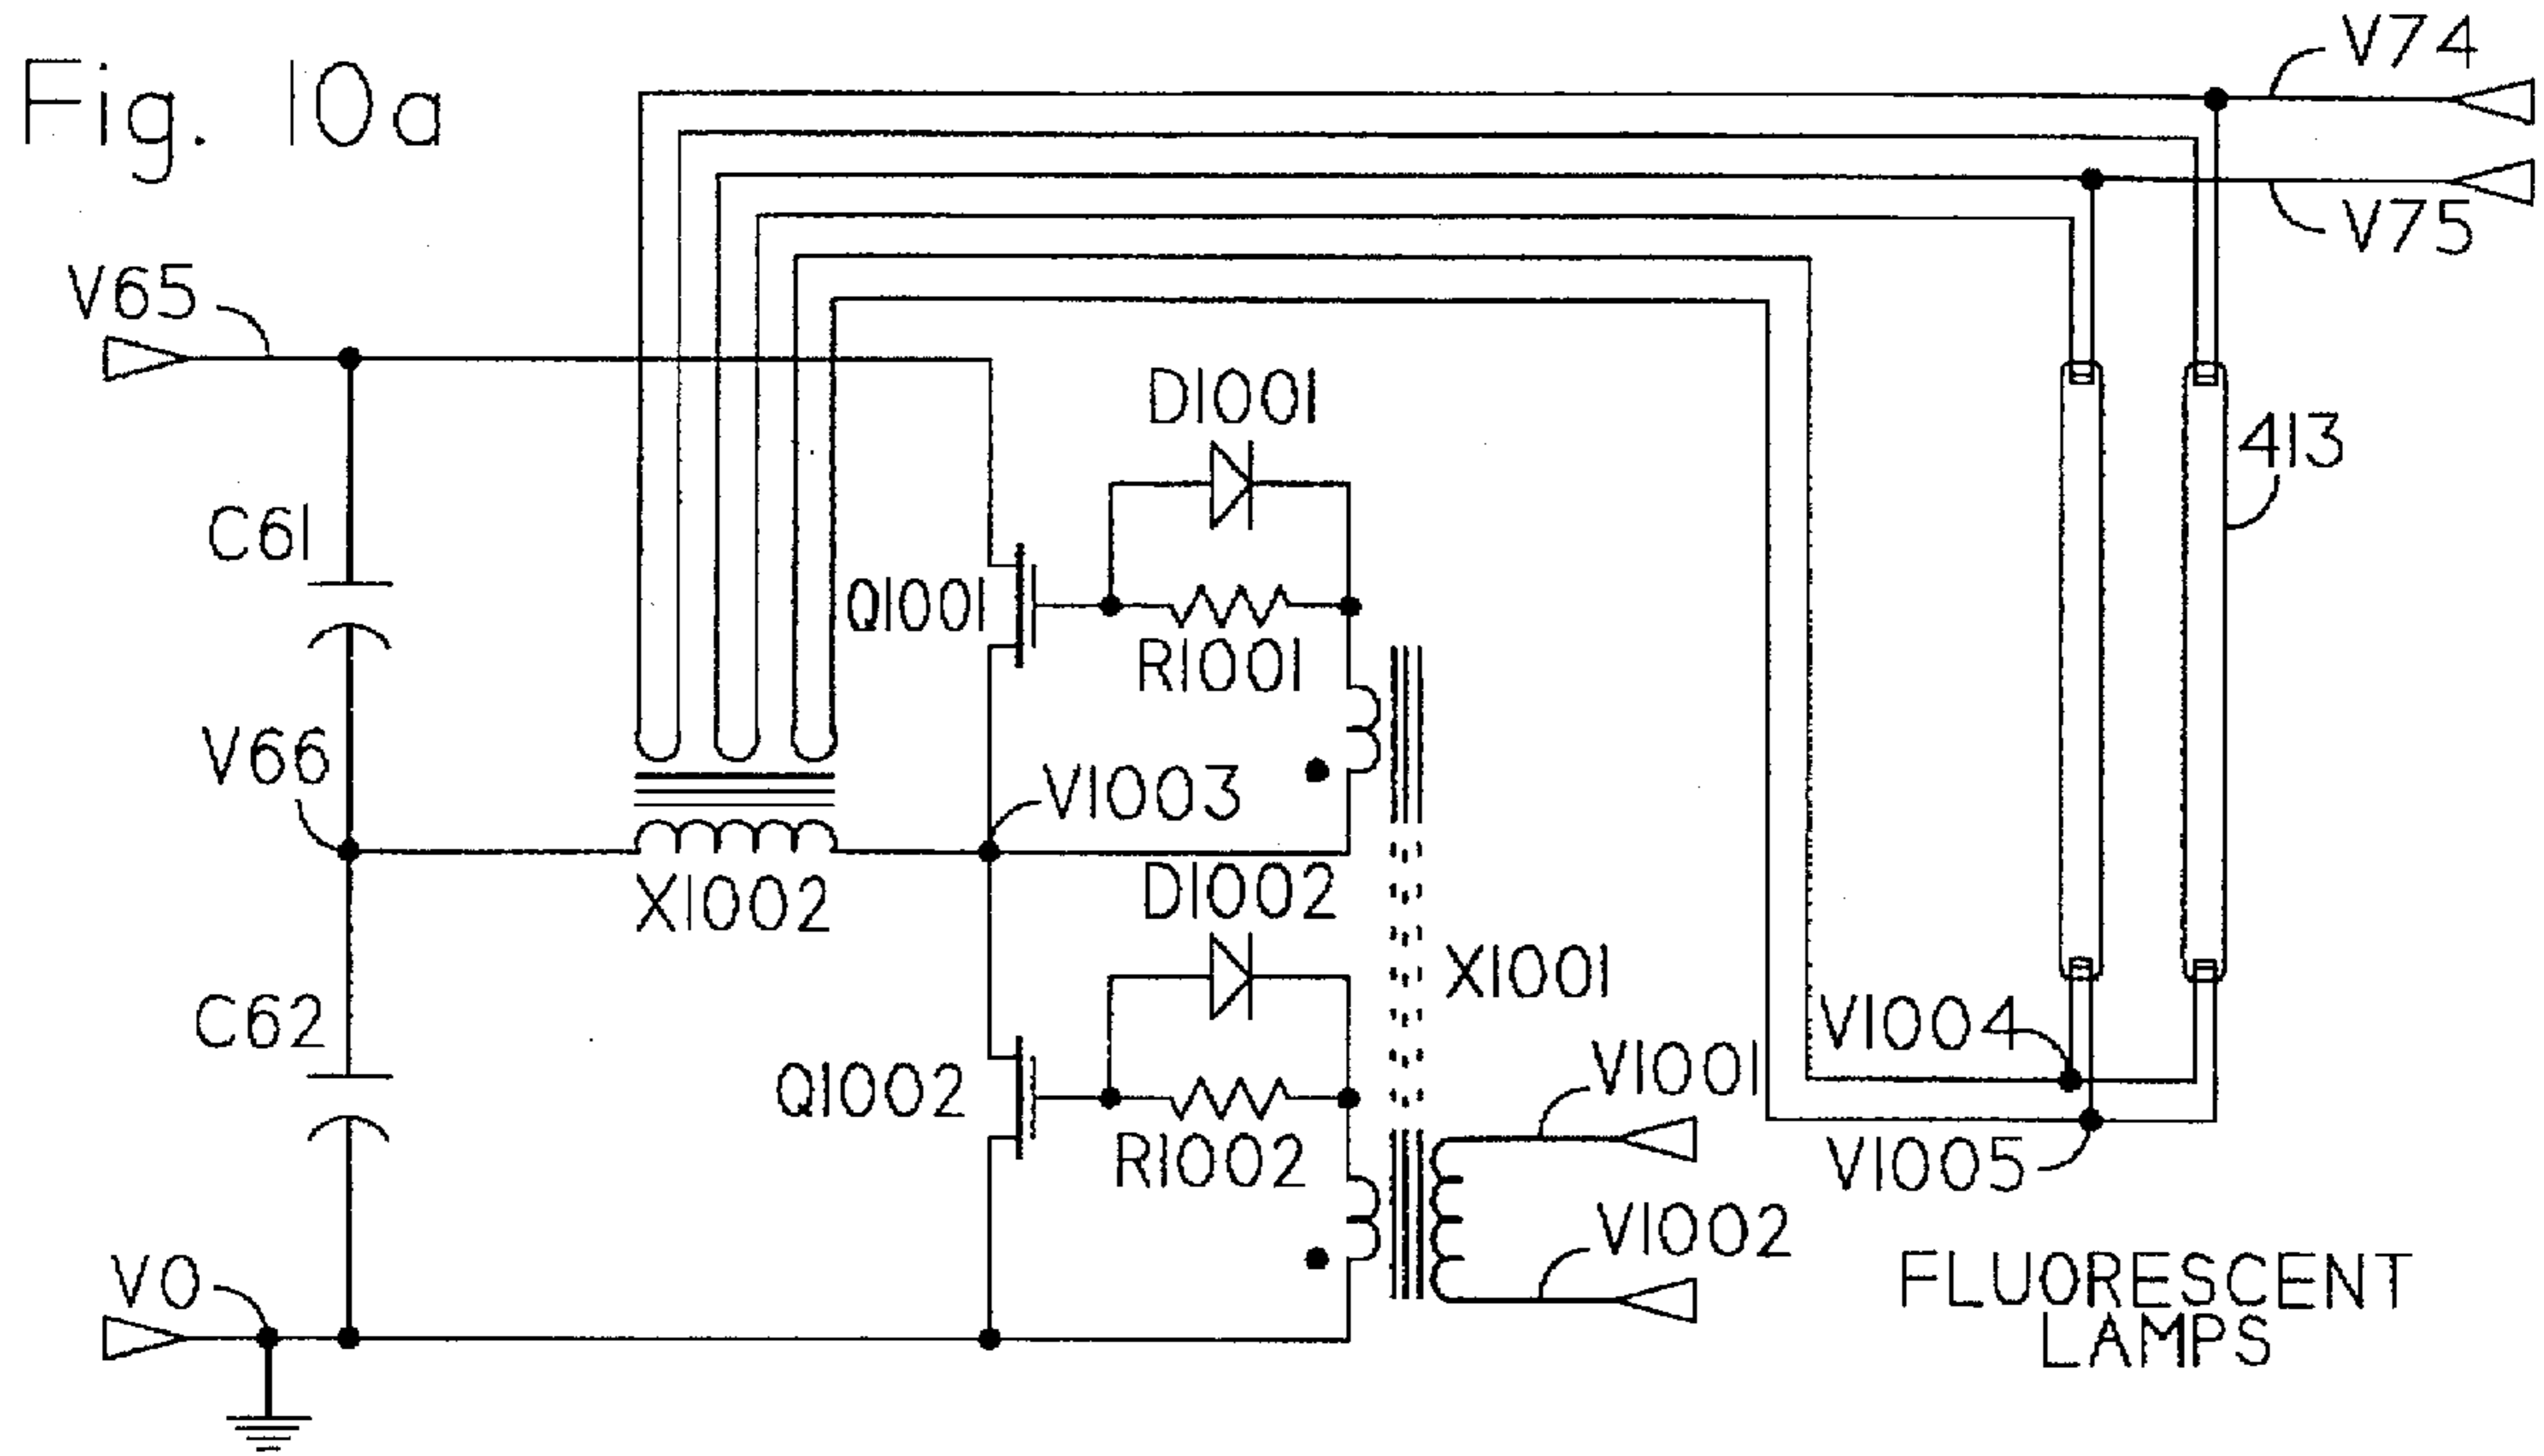 Fig. 10a
V74
V75
V65
D1001
413
C61
Q1001
R1001
V66
V1003
D1002
X1002
X1001
C62
V1004
V1001
Q1002
R1002
V1005
V1002
V0
FLUORESCENT
LAMPS